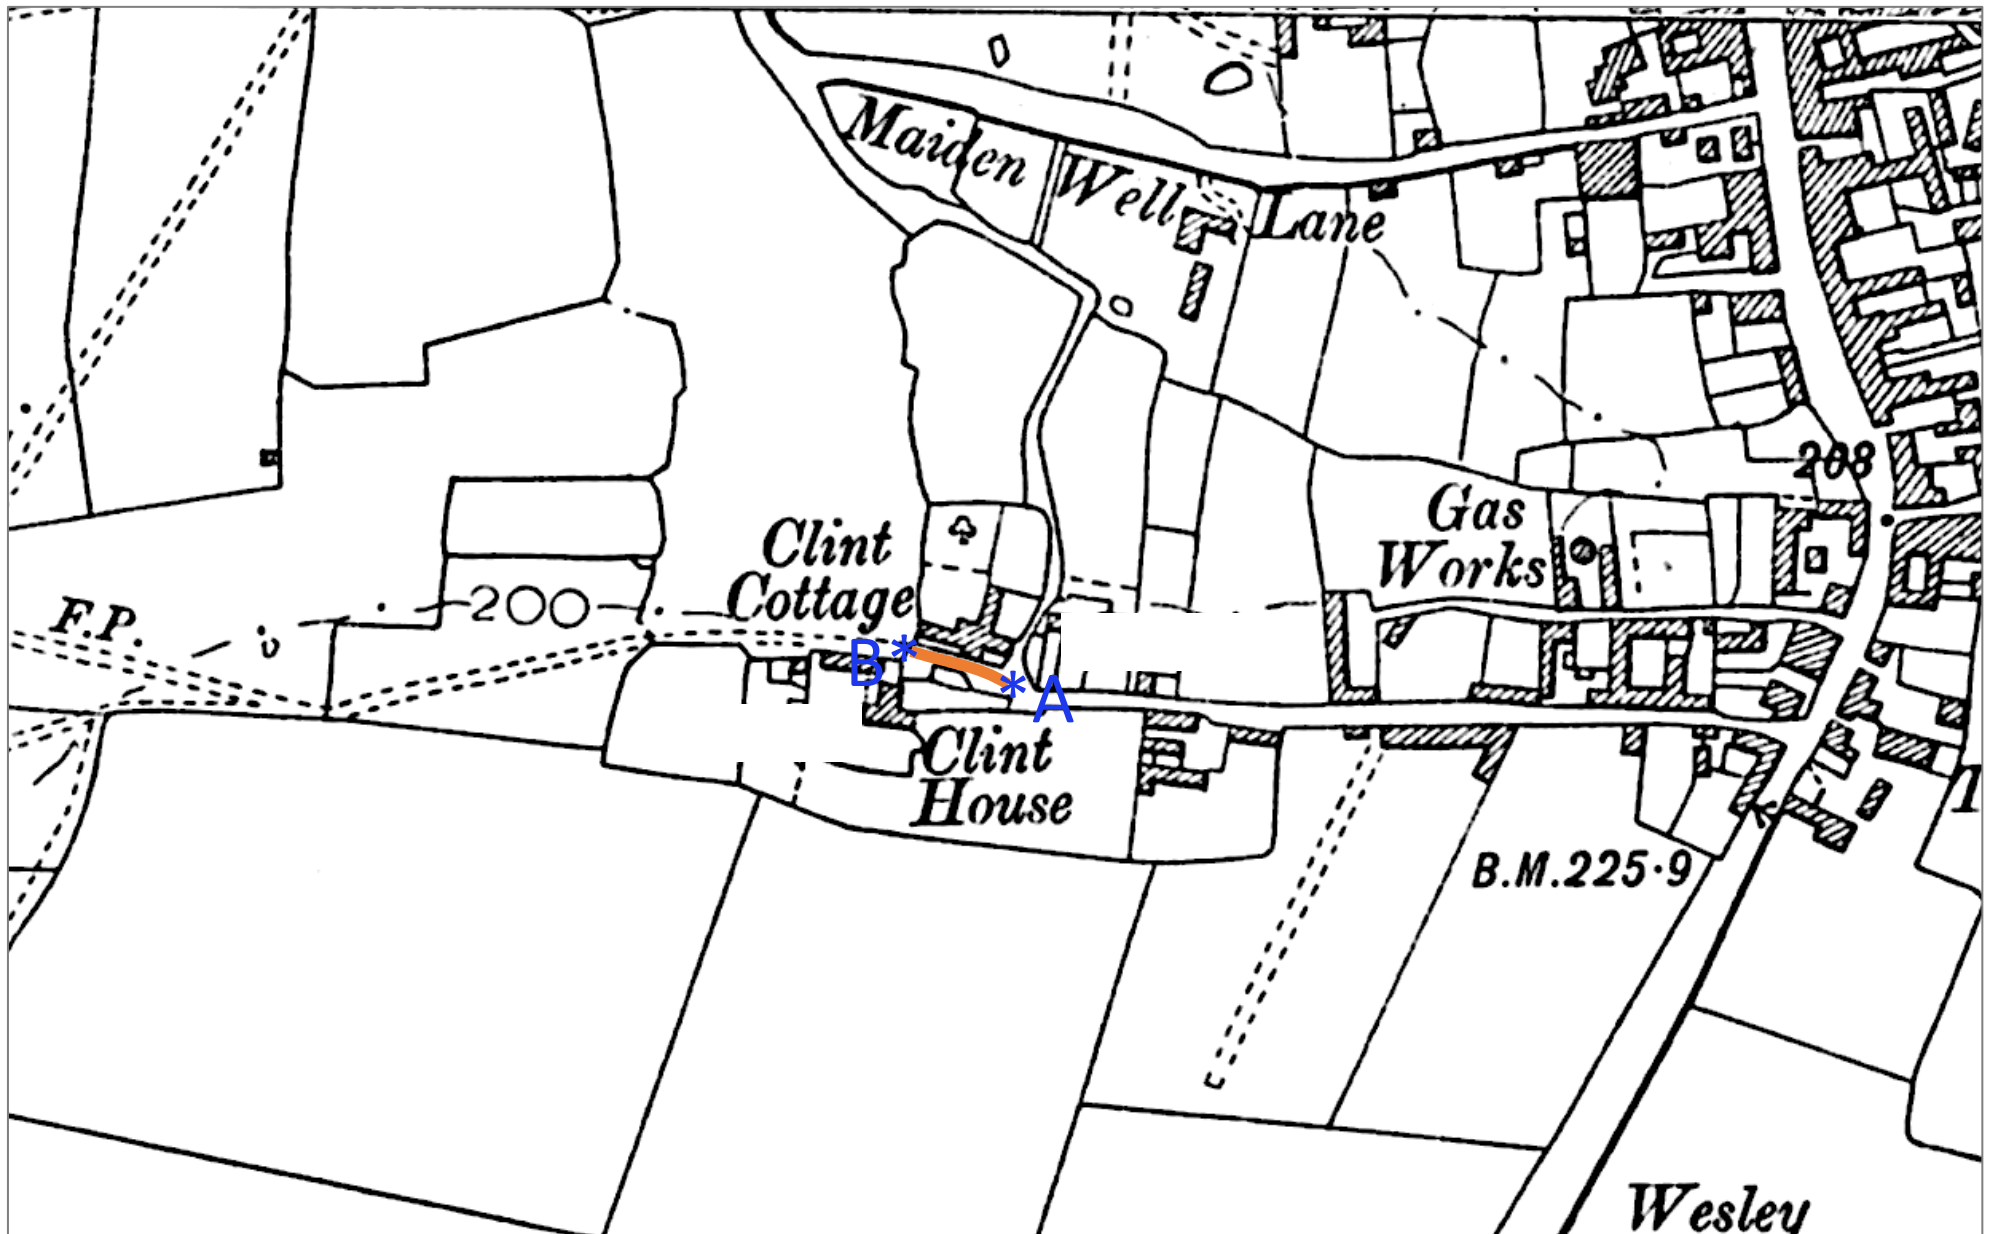 Maiden Well Lane
208
Gas
Works
Clint
Cottage
200
F.P.
B
A
Clint
House
B.M.225·9
Wesley